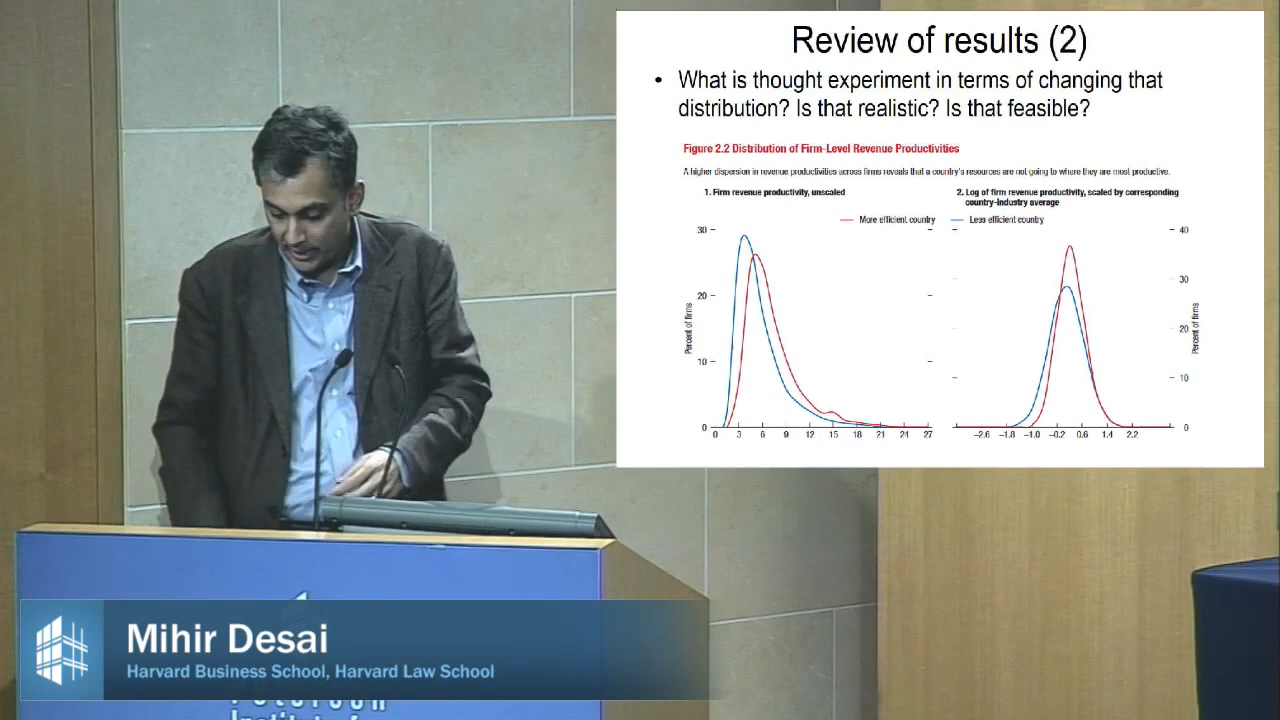 Review of results (2)
• What is thought experiment in terms of changing that
distribution? Is that realistic? Is that feasible?
Figure 2.2 Distribution of Firm-Level Revenue Productivities
A higher dispersion in revenue productivities across firms reveals that a country's resources are not going to where they are most productive.
1. Firm revenue productivity, unscaled
2. Log of firm revenue productivity, scaled by corresponding
country-industry average
More efficient country
Less efficient country
30
20
10
0
Percent of firms
0 3 6 9 12 15 18 21 24 27
40
30
20
10
0
Percent of firms
−2.6 −1.8 −1.0 −0.2 0.6 1.4 2.2
Mihir Desai
Harvard Business School, Harvard Law School
Peterson
Institute for